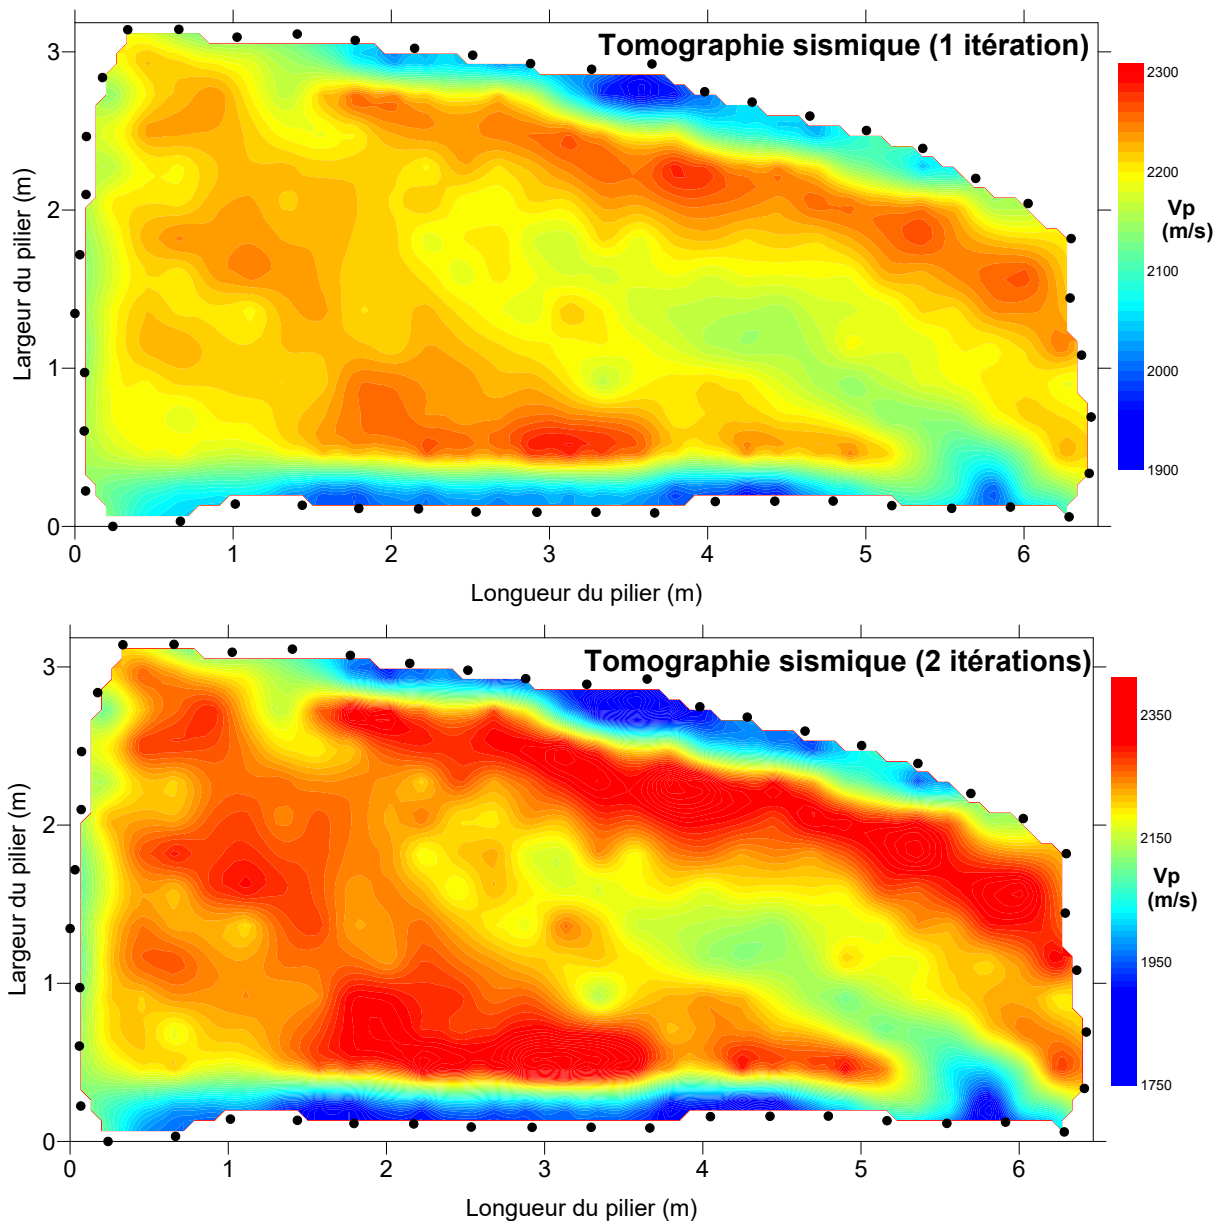 Tomographie sismique (1 itération)
3
2
1
0
Largeur du pilier (m)
0 1 2 3 4 5 6
Longueur du pilier (m)
2300
2200
2100
2000
1900
Vp
(m/s)
Tomographie sismique (2 itérations)
3
2
1
0
Largeur du pilier (m)
0 1 2 3 4 5 6
Longueur du pilier (m)
2350
2150
1950
1750
Vp
(m/s)